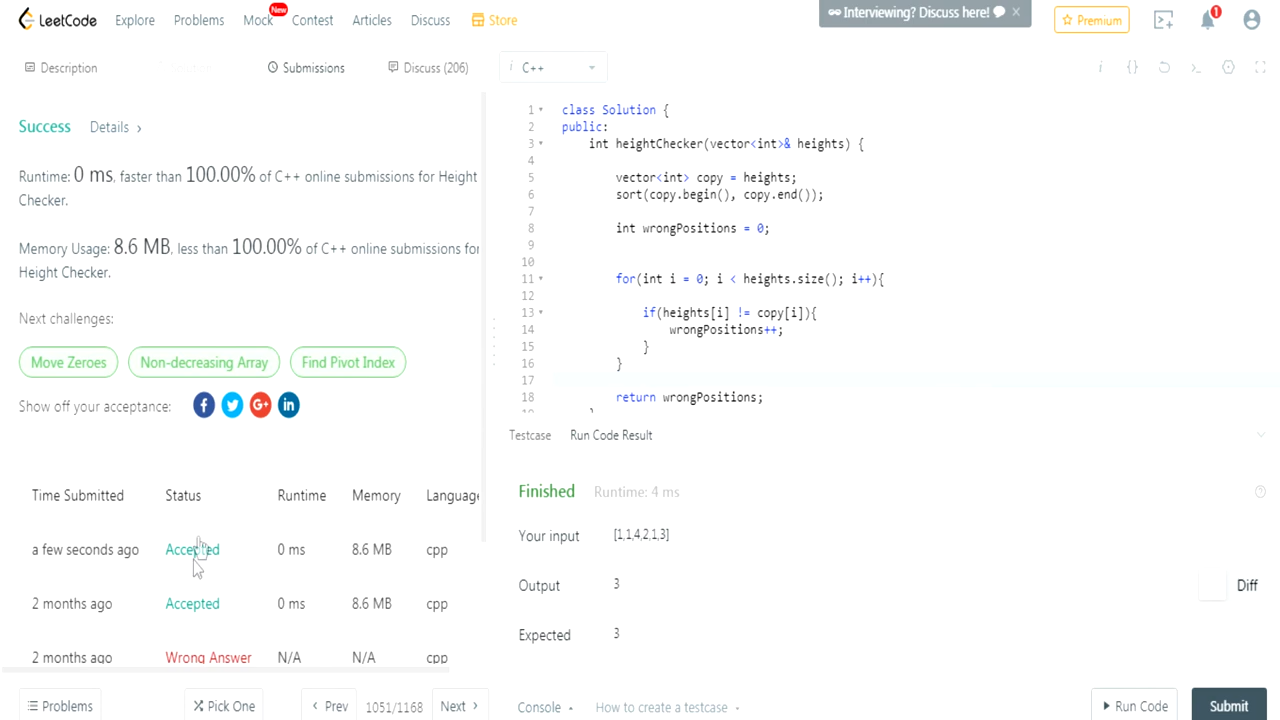 LeetCode Explore Problems Mock New Contest Articles Discuss Store Interviewing? Discuss here! × Premium 1
Description Submissions Discuss (206)
Success Details ›
Runtime: 0 ms, faster than 100.00% of C++ online submissions for Height
Checker.
Memory Usage: 8.6 MB, less than 100.00% of C++ online submissions for
Height Checker.
Next challenges:
Move Zeroes Non-decreasing Array Find Pivot Index
Show off your acceptance:
Time Submitted Status Runtime Memory Language
a few seconds ago Accepted 0 ms 8.6 MB cpp
2 months ago Accepted 0 ms 8.6 MB cpp
2 months ago Wrong Answer N/A N/A cpp
Problems Pick One ‹ Prev 1051/1168 Next ›
i C++ i {}
1 class Solution {
2 public:
3 int heightChecker(vector<int>& heights) {
4
5 vector<int> copy = heights;
6 sort(copy.begin(), copy.end());
7
8 int wrongPositions = 0;
9
10
11 for(int i = 0; i < heights.size(); i++){
12
13 if(heights[i] != copy[i]){
14 wrongPositions++;
15 }
16 }
17
18 return wrongPositions;
19 }
Testcase Run Code Result
Finished Runtime: 4 ms
Your input [1,1,4,2,1,3]
Output 3
Diff
Expected 3
Console How to create a testcase Run Code Submit